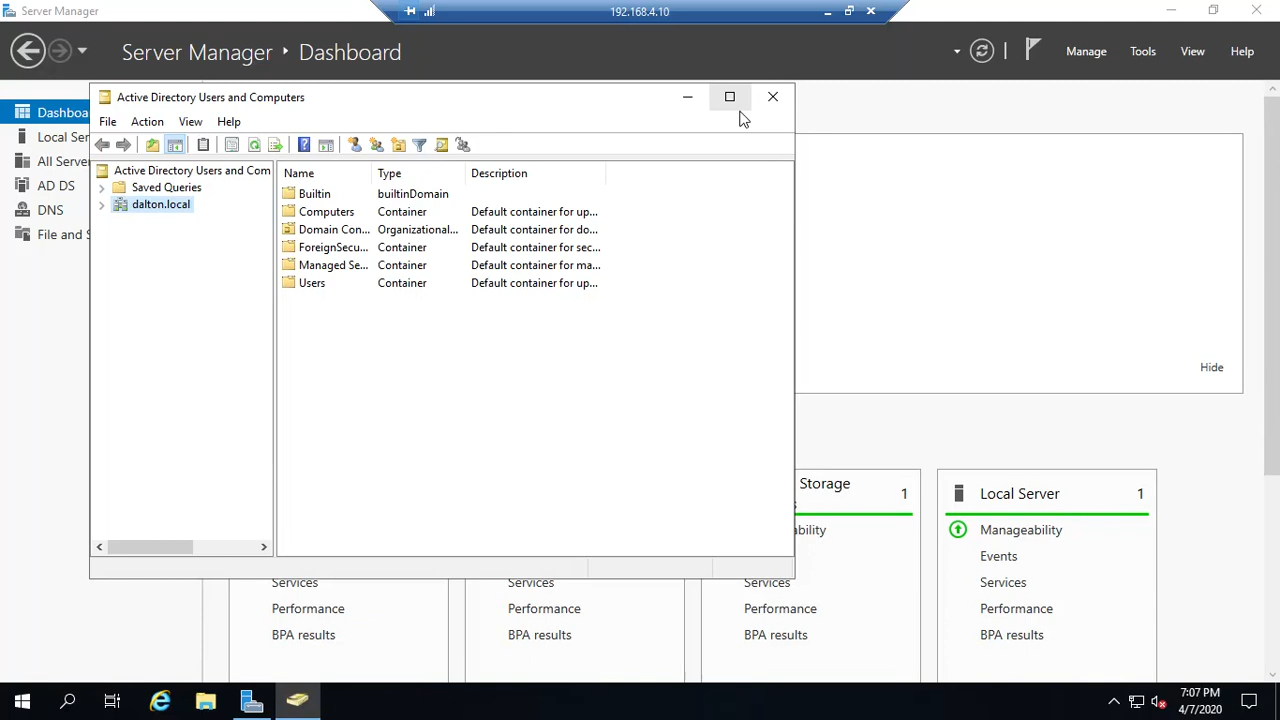 Server Manager
192.168.4.10
Server Manager
Dashboard
Manage
Tools
View
Help
Dashboa
Local Ser
All Serve
AD DS
DNS
File and S
Active Directory Users and Computers
File
Action
View
Help
Active Directory Users and Com
Saved Queries
dalton.local
Name
Type
Description
Builtin
builtinDomain
Computers
Container
Default container for up...
Domain Con...
Organizational...
Default container for do...
ForeignSecu...
Container
Default container for sec...
Managed Se...
Container
Default container for ma...
Users
Container
Default container for up...
Hide
Services
Performance
BPA results
Services
Performance
BPA results
Storage
1
ability
Services
Performance
BPA results
Local Server
1
Manageability
Events
Services
Performance
BPA results
7:07 PM
4/7/2020